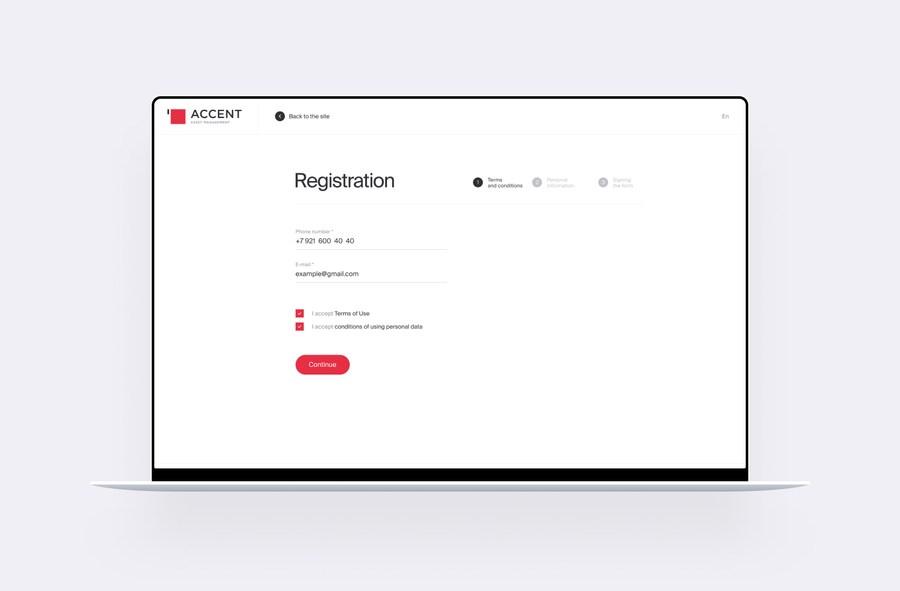 ACCENT
ASSET MANAGEMENT
Back to the site
En
Registration
1
Terms
and conditions
2
Personal
information
3
Signing
the form
Phone number *
+7 921 600 40 40
E-mail *
example@gmail.com
I accept Terms of Use
I accept conditions of using personal data
Continue